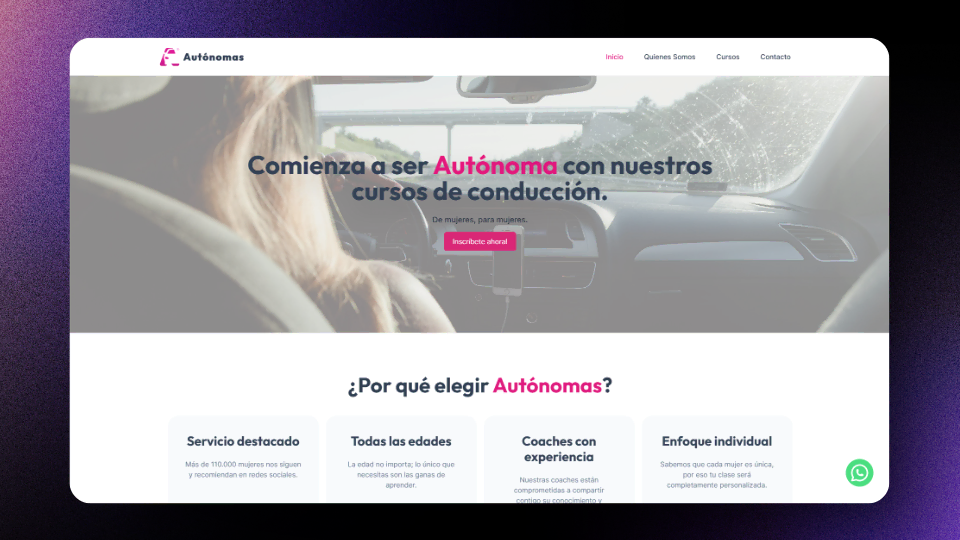 Autónomas
Inicio Quienes Somos Cursos Contacto
Comienza a ser Autónoma con nuestros
cursos de conducción.
De mujeres, para mujeres.
Inscríbete ahora!
¿Por qué elegir Autónomas?
Servicio destacado
Más de 110.000 mujeres nos siguen
y recomiendan en redes sociales.
Todas las edades
La edad no importa; lo único que
necesitas son las ganas de
aprender.
Coaches con
experiencia
Nuestras coaches están
comprometidas a compartir
contigo su conocimiento y
Enfoque individual
Sabemos que cada mujer es única,
por eso tu clase será
completamente personalizada.